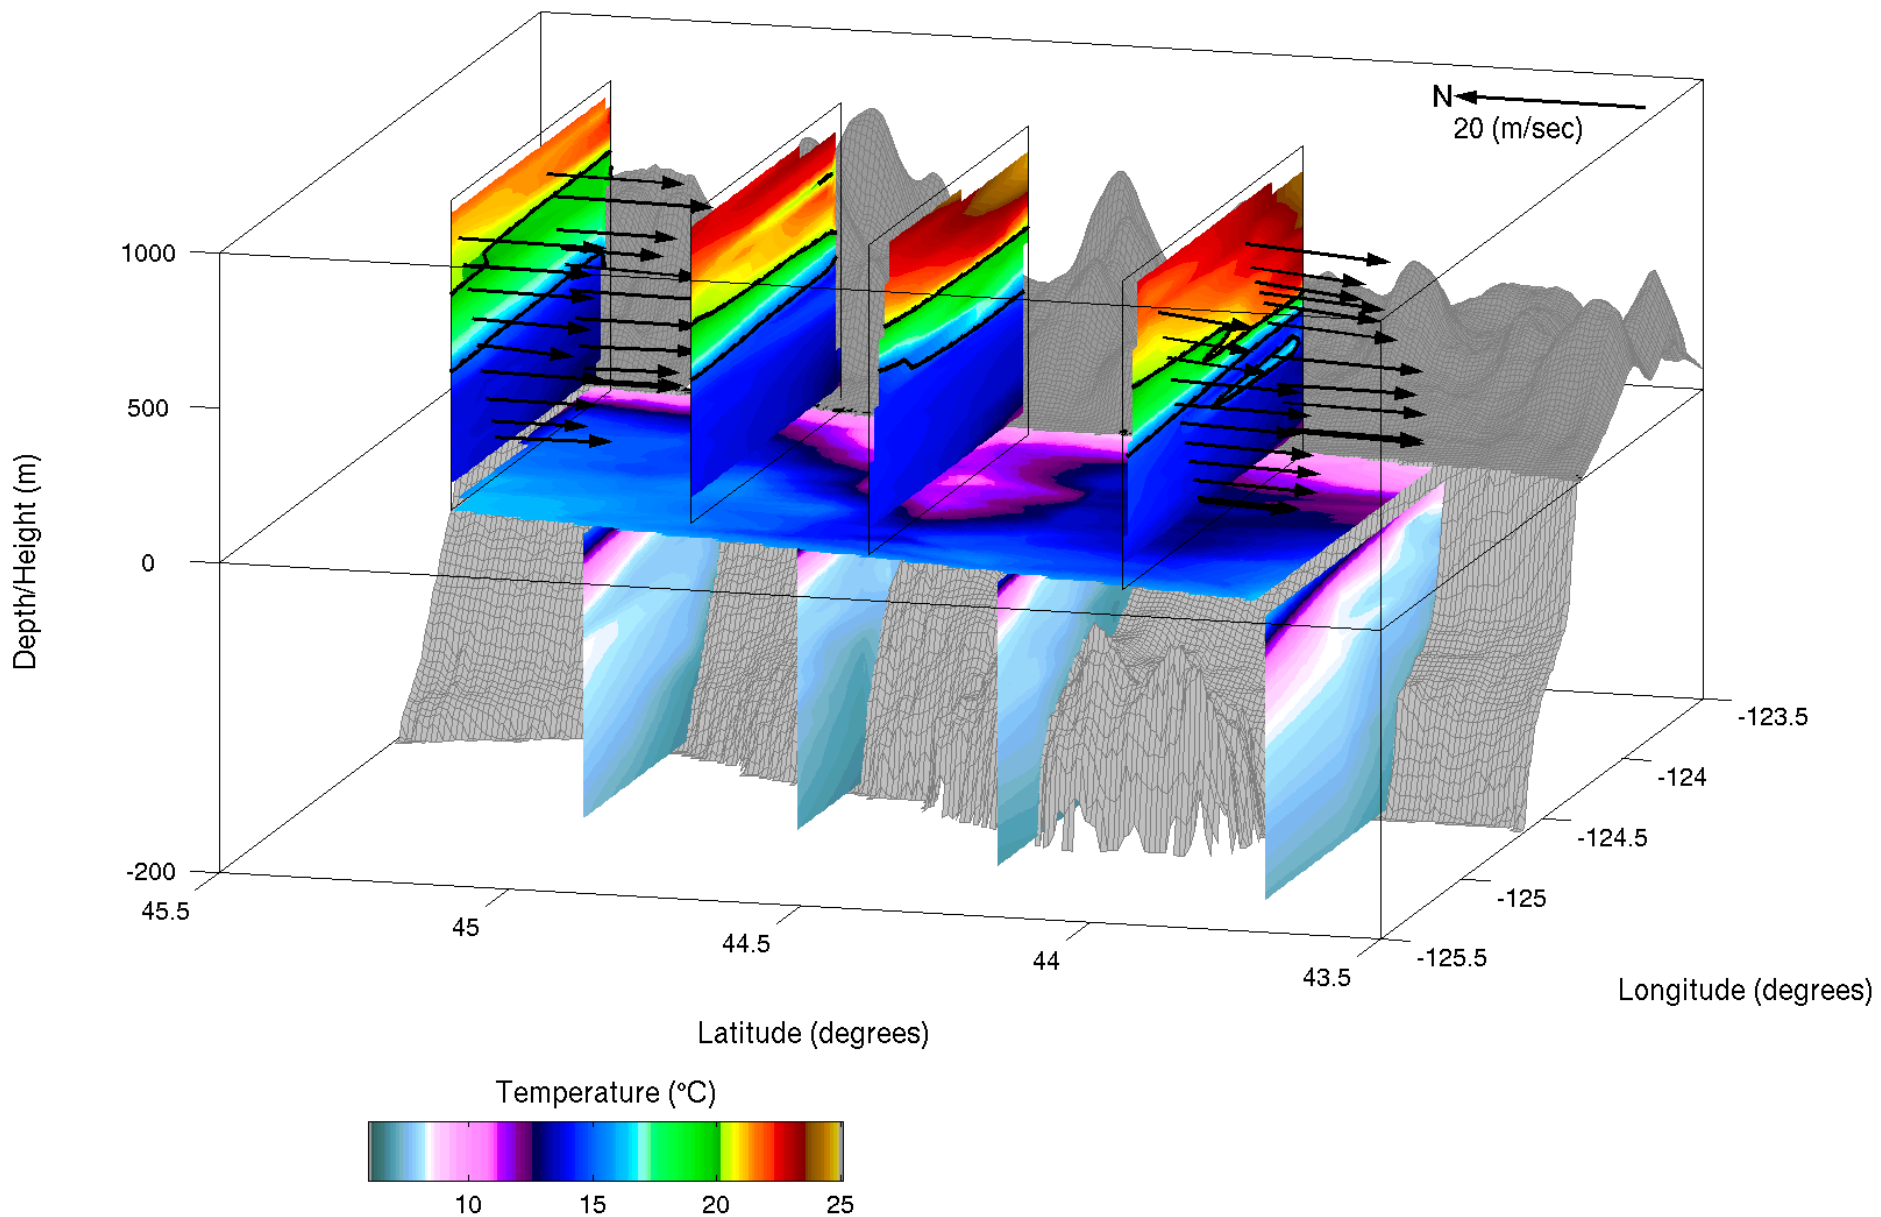 N
20 (m/sec)
1000
500
0
-200
Depth/Height (m)
45.5
45
44.5
44
43.5
Latitude (degrees)
-123.5
-124
-124.5
-125
-125.5
Longitude (degrees)
Temperature (°C)
10 15 20 25